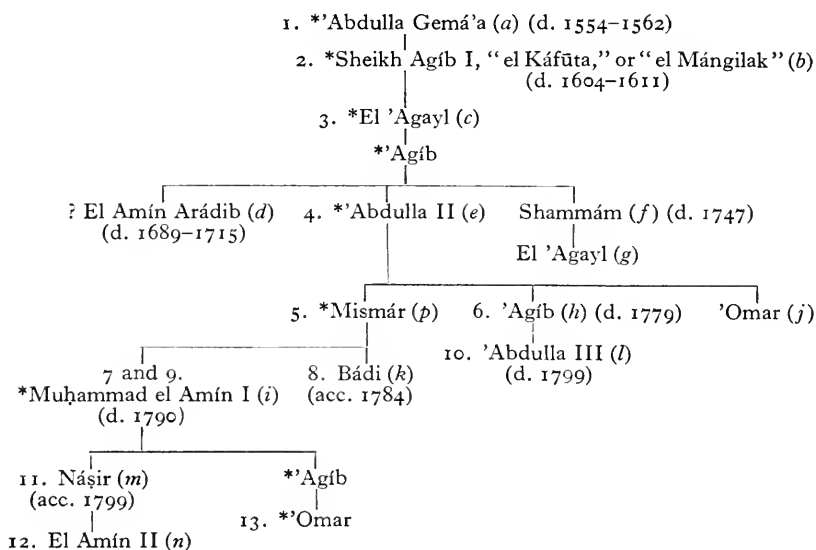 1. *'Abdulla Gemá'a (a) (d. 1554–1562)
2. *Sheikh Agíb I, "el Káfūta," or "el Mángilak" (b)
(d. 1604–1611)
3. *El 'Agayl (c)
*'Agíb
? El Amín Arádib (d) 4. *'Abdulla II (e) Shammám (f) (d. 1747)
(d. 1689–1715)
El 'Agayl (g)
5. *Mismár (p) 6. 'Agíb (h) (d. 1779) 'Omar (j)
7 and 9. 8. Bádi (k) 10. 'Abdulla III (l)
*Muḥammad el Amín I (i) (acc. 1784) (d. 1799)
(d. 1790)
11. Náṣir (m) *'Agíb
(acc. 1799)
13. *'Omar
12. El Amín II (n)